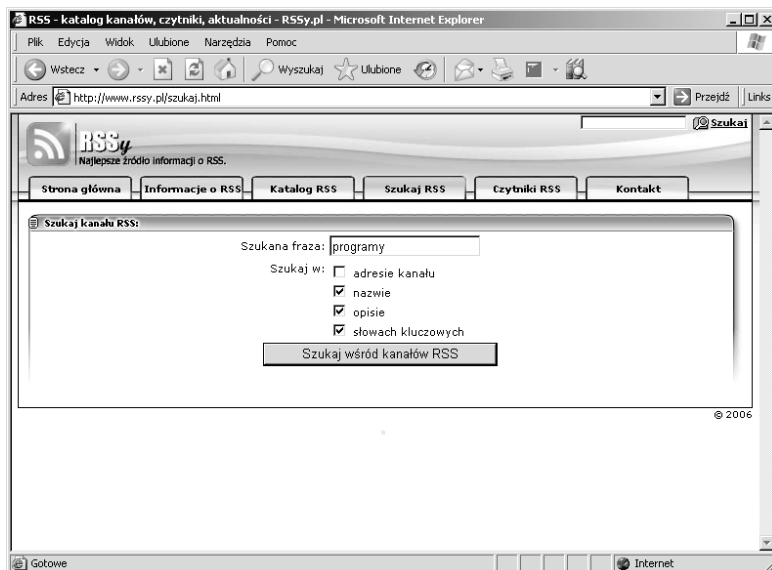 RSS - katalog kanałów, czytniki, aktualności - RSSy.pl - Microsoft Internet Explorer
Plik Edycja Widok Ulubione Narzędzia Pomoc
Wstecz Wyszukaj Ulubione
Adres http://www.rssy.pl/szukaj.html Przejdź Łącza
Szukaj
RSSy
Najlepsze źródło informacji o RSS.
Strona główna Informacje o RSS Katalog RSS Szukaj RSS Czytniki RSS Kontakt
Szukaj kanału RSS:
Szukana fraza: programy
Szukaj w: adresie kanału
nazwie
opisie
słowach kluczowych
Szukaj wśród kanałów RSS
© 2006
Gotowe Internet